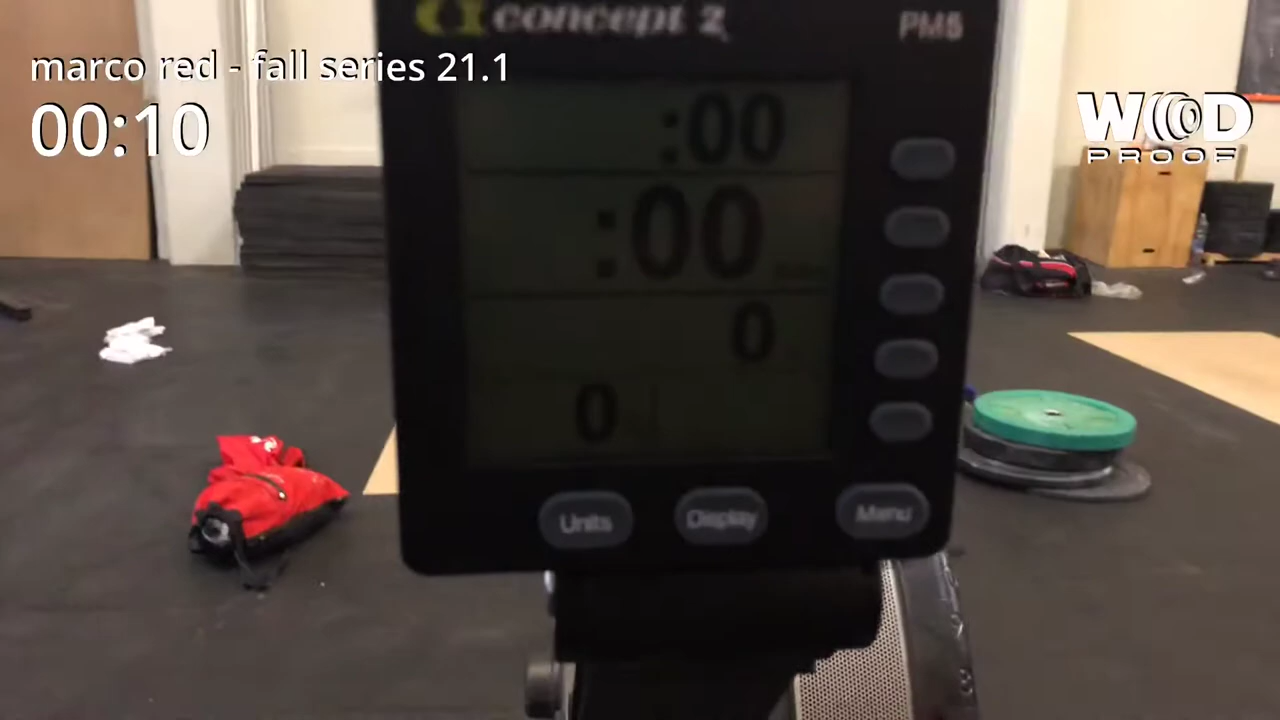 concept 2
PM5
marco red - fall series 21.1
00:10
WOD
PROOF
:00
:00
0
0
Units
Display
Menu